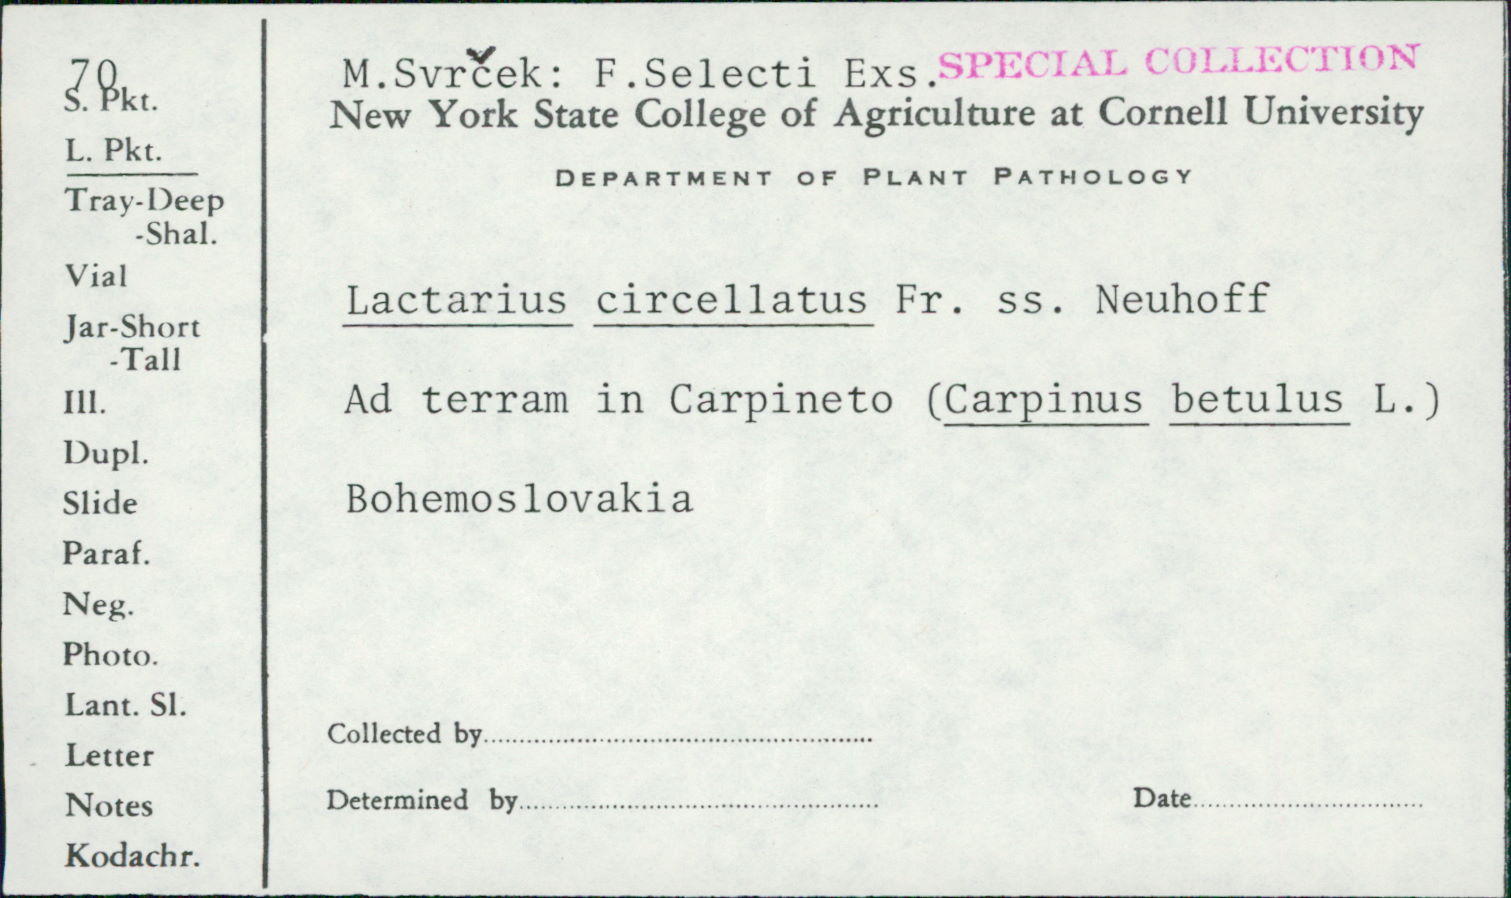 70
S. Pkt.
L. Pkt.
Tray-Deep
-Shal.
Vial
Jar-Short
-Tall
Ill.
Dupl.
Slide
Paraf.
Neg.
Photo.
Lant. Sl.
Letter
Notes
Kodachr.
M.Svrček: F.Selecti Exs. SPECIAL COLLECTION
New York State College of Agriculture at Cornell University
DEPARTMENT OF PLANT PATHOLOGY
Lactarius circellatus Fr. ss. Neuhoff
Ad terram in Carpineto (Carpinus betulus L.)
Bohemoslovakia
Collected by
Determined by
Date